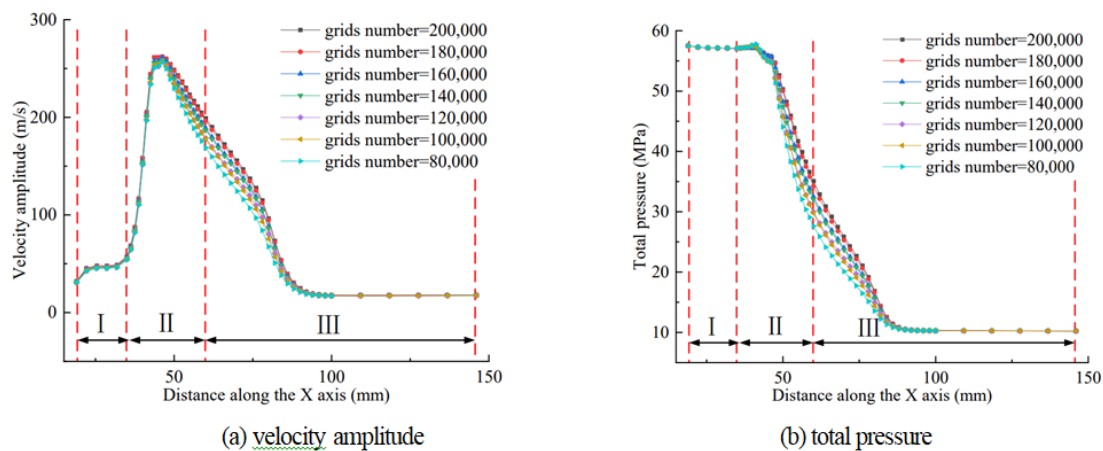 300
200
100
0
50
100
150
Velocity amplitude (m/s)
Distance along the X axis (mm)
grids number=200,000
grids number=180,000
grids number=160,000
grids number=140,000
grids number=120,000
grids number=100,000
grids number=80,000
I
II
III
(a) velocity amplitude
60
50
40
30
20
10
50
100
150
Total pressure (MPa)
Distance along the X axis (mm)
grids number=200,000
grids number=180,000
grids number=160,000
grids number=140,000
grids number=120,000
grids number=100,000
grids number=80,000
I
II
III
(b) total pressure